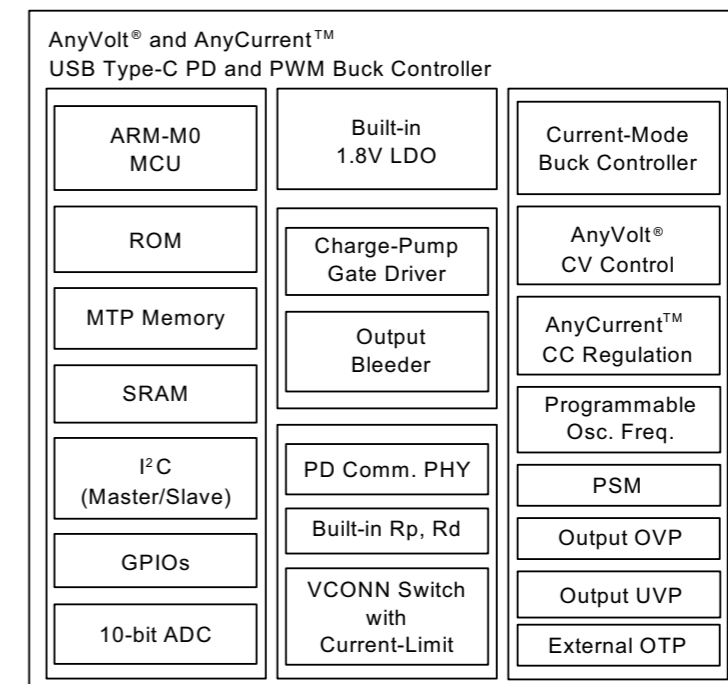 AnyVolt® and AnyCurrent™
USB Type-C PD and PWM Buck Controller
ARM-M0
MCU
ROM
MTP Memory
SRAM
I²C
(Master/Slave)
GPIOs
10-bit ADC
Built-in
1.8V LDO
Charge-Pump
Gate Driver
Output
Bleeder
PD Comm. PHY
Built-in Rp, Rd
VCONN Switch
with
Current-Limit
Current-Mode
Buck Controller
AnyVolt®
CV Control
AnyCurrent™
CC Regulation
Programmable
Osc. Freq.
PSM
Output OVP
Output UVP
External OTP